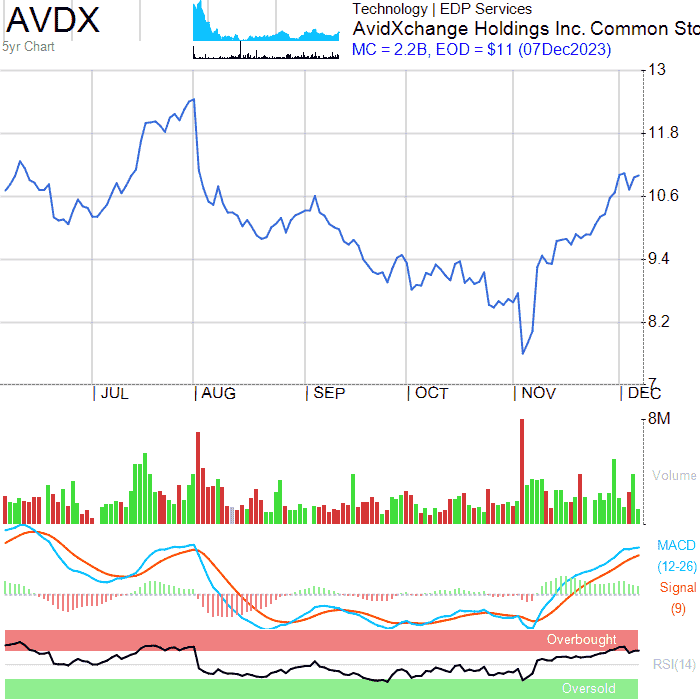 AVDX
5yr Chart
Technology | EDP Services
AvidXchange Holdings Inc. Common Sto
MC = 2.2B, EOD = $11 (07Dec2023)
13
11.8
10.6
9.4
8.2
7
JUL
AUG
SEP
OCT
NOV
DEC
8M
Volume
MACD
(12-26)
Signal
(9)
Overbought
RSI(14)
Oversold